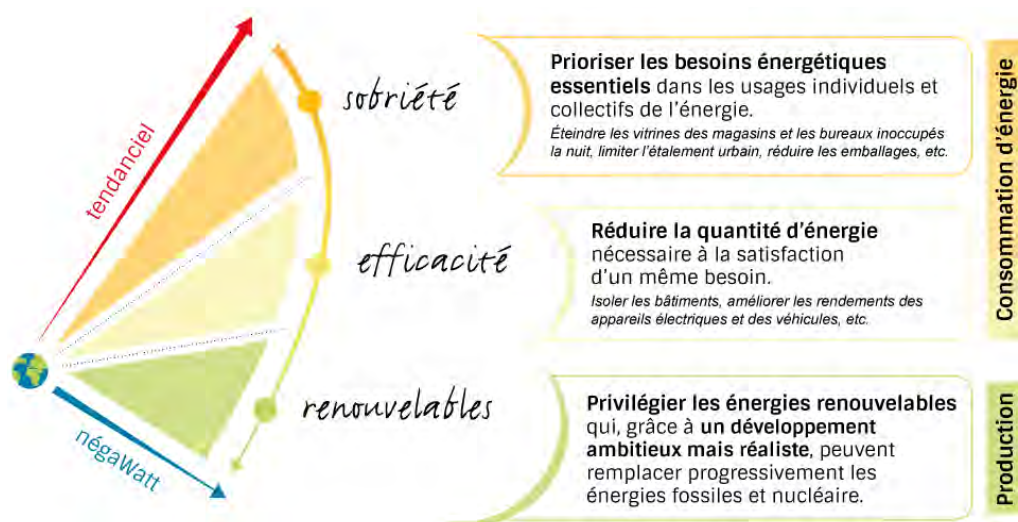 tendanciel
négaWatt
sobriété
Prioriser les besoins énergétiques
essentiels dans les usages individuels et
collectifs de l'énergie.
Éteindre les vitrines des magasins et les bureaux inoccupés
la nuit, limiter l'étalement urbain, réduire les emballages, etc.
efficacité
Réduire la quantité d'énergie
nécessaire à la satisfaction
d'un même besoin.
Isoler les bâtiments, améliorer les rendements des
appareils électriques et des véhicules, etc.
Consommation d'énergie
renouvelables
Privilégier les énergies renouvelables
qui, grâce à un développement
ambitieux mais réaliste, peuvent
remplacer progressivement les
énergies fossiles et nucléaire.
Production